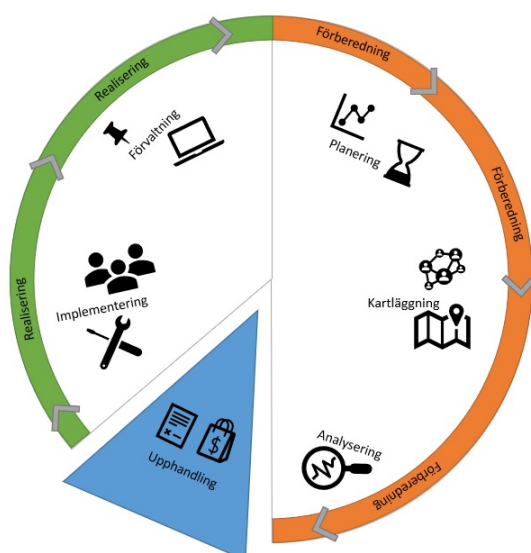 Förberedning
Planering
Förberedning
Kartläggning
Analysering
Förberedning
Upphandling
Implementering
Realisering
Förvaltning
Realisering